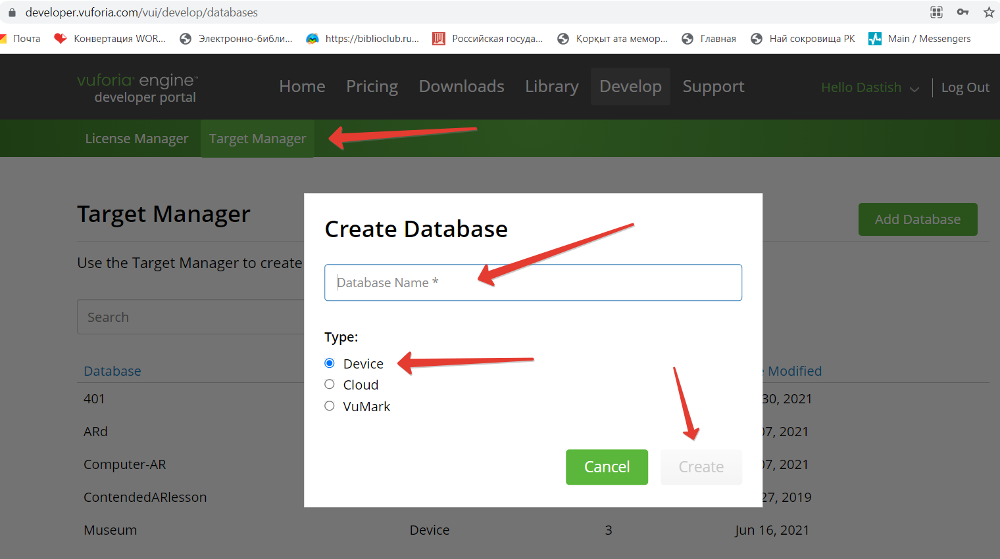 developer.vuforia.com/vui/develop/databases
Почта
Конвертация WOR...
Электронно-библи...
https://biblioclub.ru...
Российская госуда...
Қорқыт ата мемор...
Главная
Най сокровища РК
Main / Messengers
vuforia engine™
developer portal
Home
Pricing
Downloads
Library
Develop
Support
Hello Dastish
Log Out
License Manager
Target Manager
Target Manager
Add Database
Use the Target Manager to create
Search
Create Database
Database Name *
Type:
Device
Cloud
VuMark
Cancel
Create
Database
Modified
401
30, 2021
ARd
07, 2021
Computer-AR
07, 2021
ContendedARlesson
27, 2019
Museum
Device
3
Jun 16, 2021